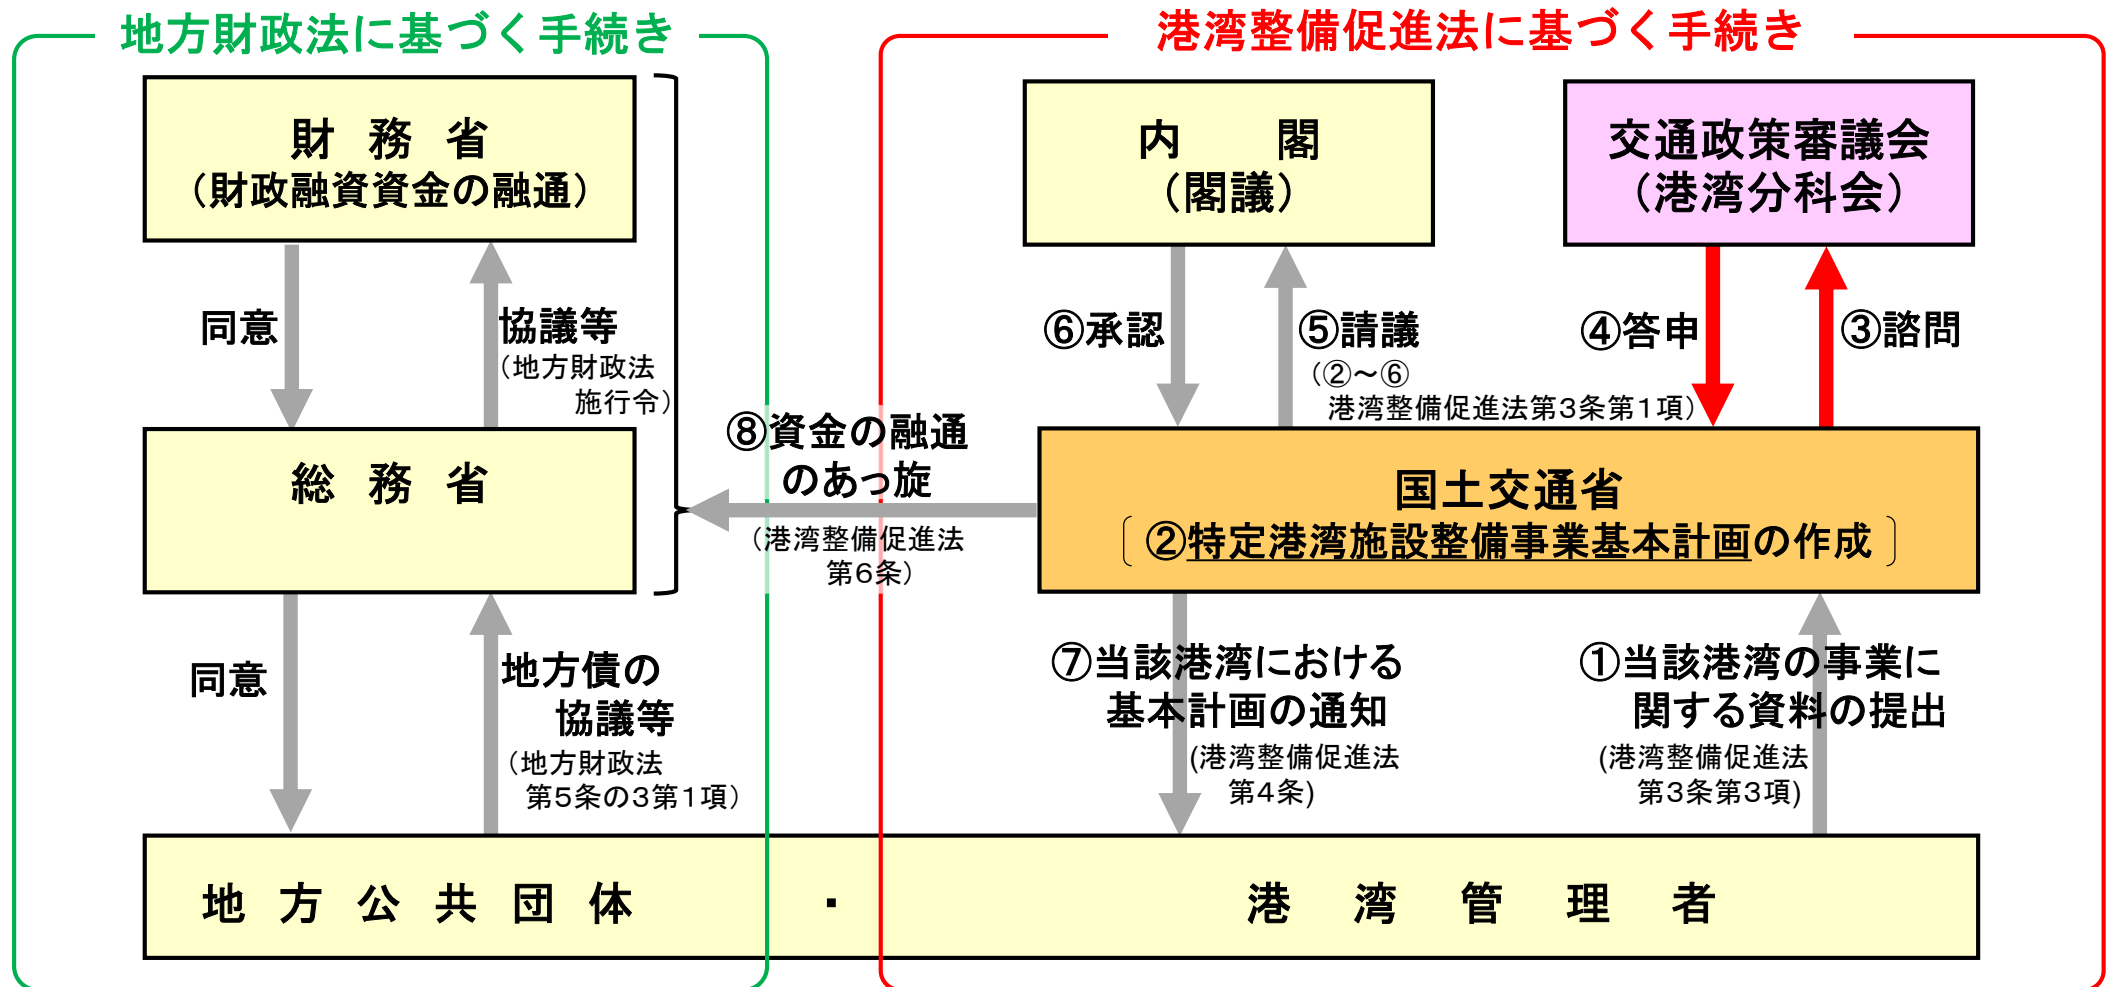 地方財政法に基づく手続き
財務省
（財政融資資金の融通）
同意
協議等
（地方財政法
施行令）
総務省
同意
地方債の
協議等
（地方財政法
第5条の3第1項）
港湾整備促進法に基づく手続き
内閣
（閣議）
交通政策審議会
（港湾分科会）
⑥承認
⑤請議
（②～⑥
港湾整備促進法第3条第1項）
④答申
③諮問
⑧資金の融通
のあっ旋
（港湾整備促進法
第6条）
国土交通省
〔②特定港湾施設整備事業基本計画の作成〕
⑦当該港湾における
基本計画の通知
(港湾整備促進法
第4条)
①当該港湾の事業に
関する資料の提出
(港湾整備促進法
第3条第3項)
地方公共団体・港湾管理者